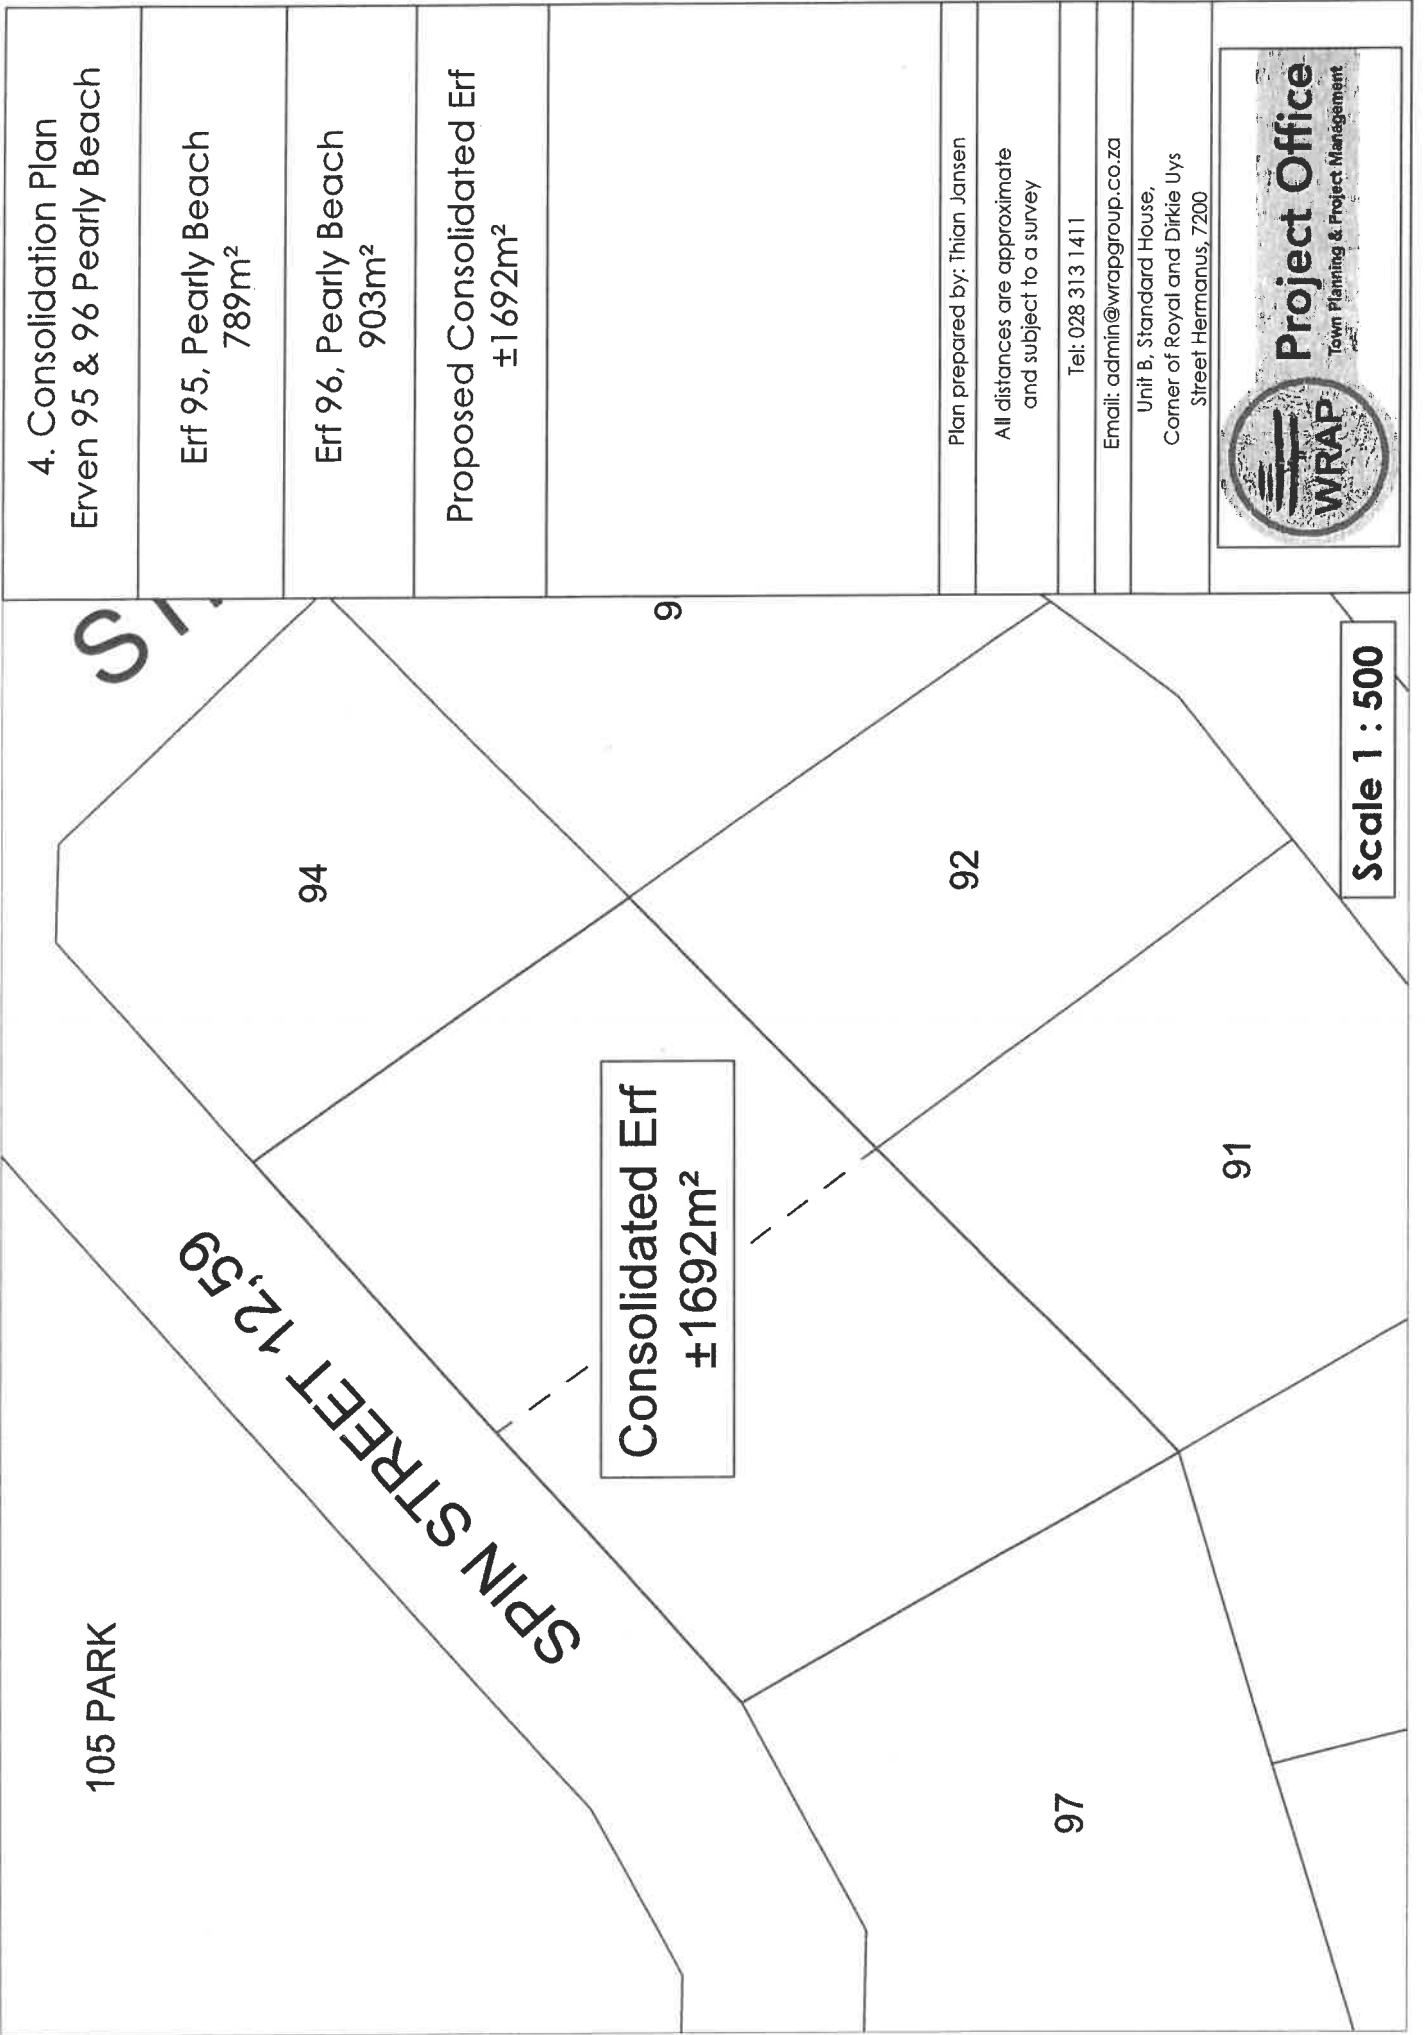 4. Consolidation Plan
Erven 95 & 96 Pearly Beach
Erf 95, Pearly Beach
789m²
Erf 96, Pearly Beach
903m²
Proposed Consolidated Erf
±1692m²
Plan prepared by: Thian Jansen
All distances are approximate
and subject to a survey
Tel: 028 313 1411
Email: admin@wrapgroup.co.za
Unit B, Standard House,
Corner of Royal and Dirkie Uys
Street Hermanus, 7200
WRAP
Project Office
Town Planning & Project Management
105 PARK
SPIN STREET 12,59
94
9
Consolidated Erf
±1692m²
92
97
91
Scale 1 : 500